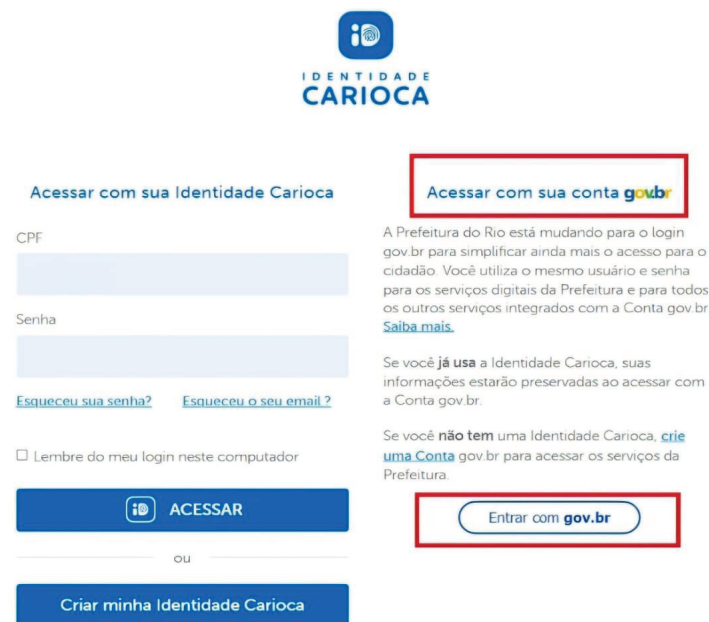 iD
IDENTIDADE
CARIOCA
Acessar com sua Identidade Carioca
CPF
Senha
Esqueceu sua senha? Esqueceu o seu email ?
Lembre do meu login neste computador
iD ACESSAR
ou
Criar minha Identidade Carioca
Acessar com sua conta gov.br
A Prefeitura do Rio está mudando para o login
gov.br para simplificar ainda mais o acesso para o
cidadão. Você utiliza o mesmo usuário e senha
para os serviços digitais da Prefeitura e para todos
os outros serviços integrados com a Conta gov.br
Saiba mais.
Se você já usa a Identidade Carioca, suas
informações estarão preservadas ao acessar com
a Conta gov.br.
Se você não tem uma Identidade Carioca, crie
uma Conta gov.br para acessar os serviços da
Prefeitura.
Entrar com gov.br